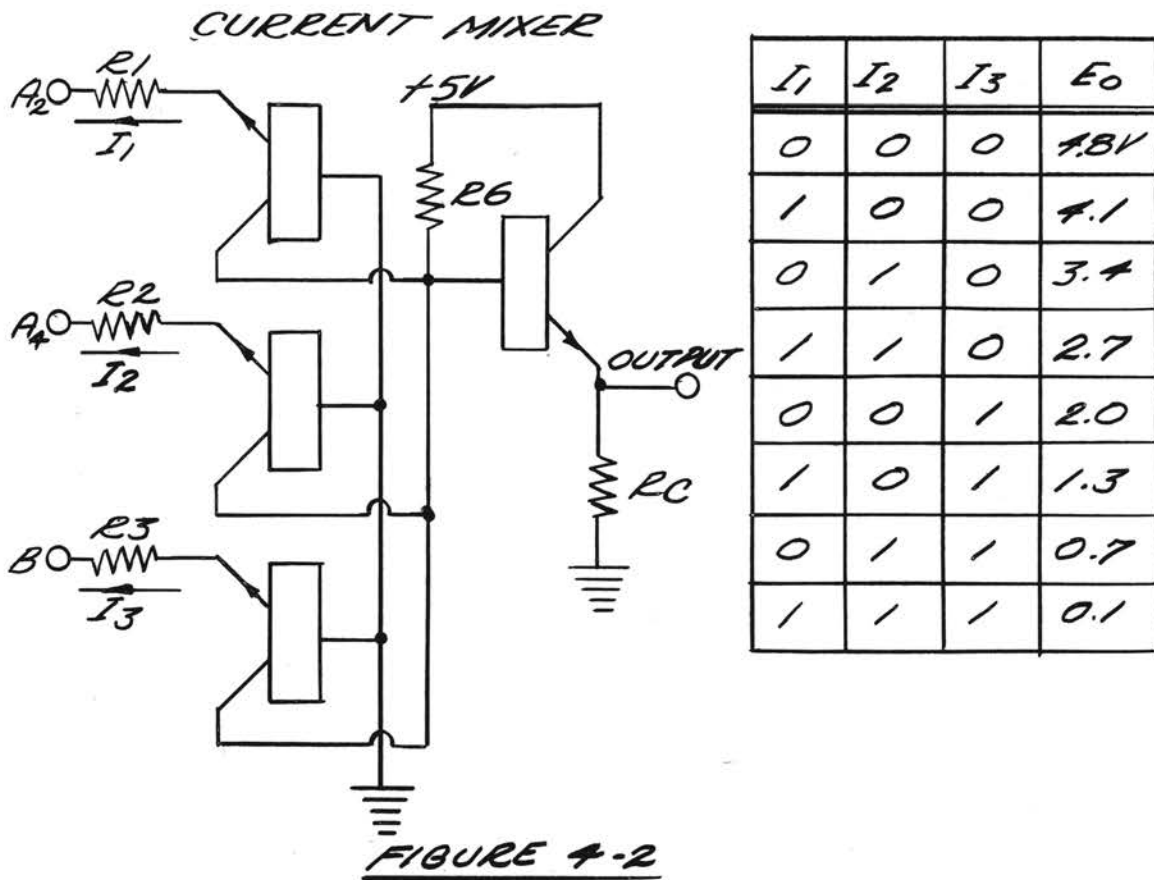 CURRENT MIXER
A2
R1
I1
+5V
R6
A4
R2
I2
OUTPUT
RC
B
R3
I3
I1 I2 I3 E0
0 0 0 4.8V
1 0 0 4.1
0 1 0 3.4
1 1 0 2.7
0 0 1 2.0
1 0 1 1.3
0 1 1 0.7
1 1 1 0.1
FIGURE 4-2